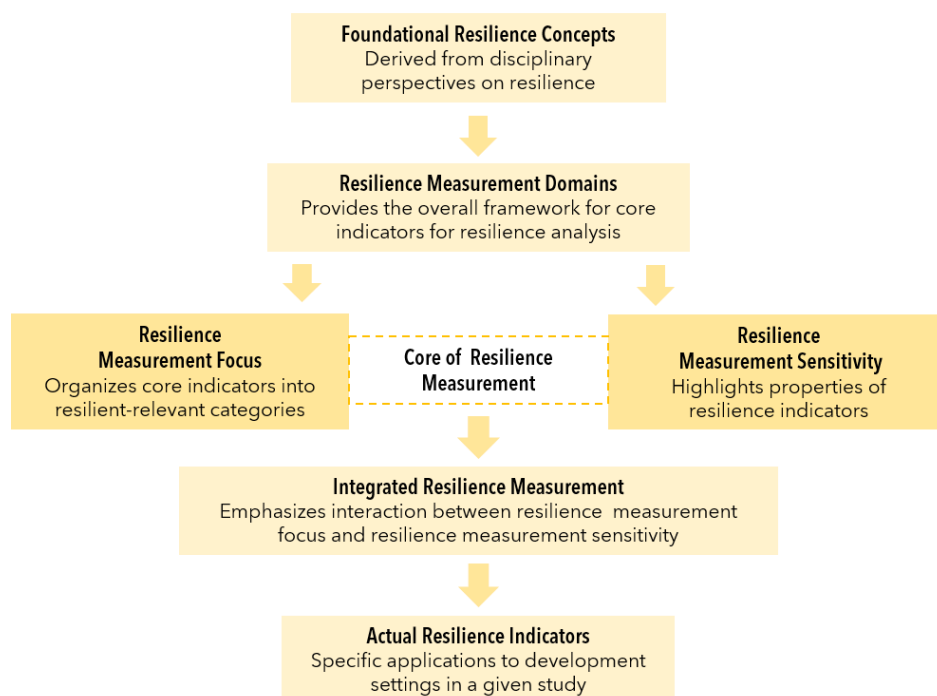 Foundational Resilience Concepts
Derived from disciplinary
perspectives on resilience
Resilience Measurement Domains
Provides the overall framework for core
indicators for resilience analysis
Resilience
Measurement Focus
Organizes core indicators into
resilient-relevant categories
Core of Resilience
Measurement
Resilience
Measurement Sensitivity
Highlights properties of
resilience indicators
Integrated Resilience Measurement
Emphasizes interaction between resilience measurement
focus and resilience measurement sensitivity
Actual Resilience Indicators
Specific applications to development
settings in a given study